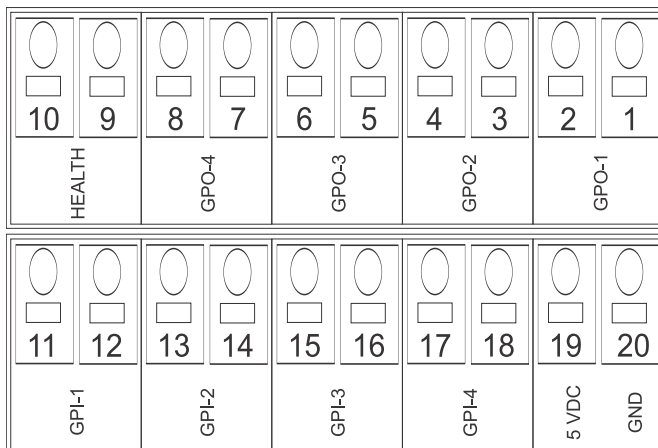 10 9 8 7 6 5 4 3 2 1
HEALTH GPO-4 GPO-3 GPO-2 GPO-1
11 12 13 14 15 16 17 18 19 20
GPI-1 GPI-2 GPI-3 GPI-4 5 VDC GND